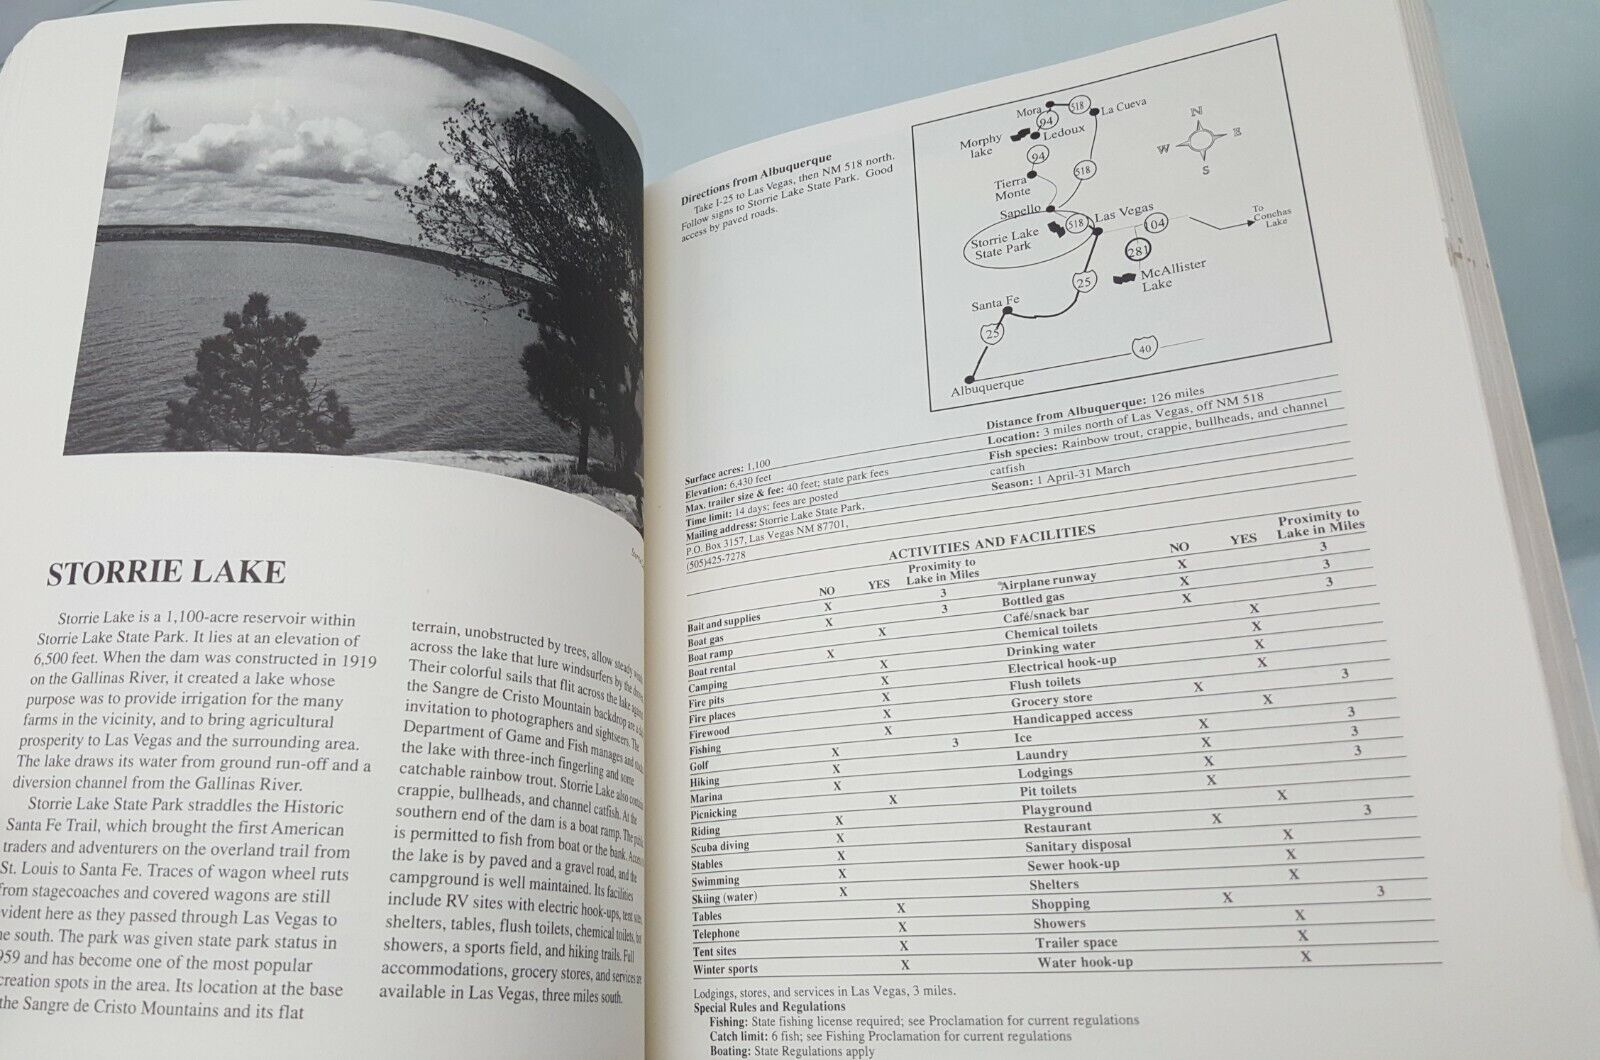 STORRIE LAKE
Storrie Lake is a 1,100-acre reservoir within
Storrie Lake State Park. It lies at an elevation of
6,500 feet. When the dam was constructed in 1919
on the Gallinas River, it created a lake whose
purpose was to provide irrigation for the many
farms in the vicinity, and to bring agricultural
prosperity to Las Vegas and the surrounding area.
The lake draws its water from ground run-off and a
diversion channel from the Gallinas River.
Storrie Lake State Park straddles the Historic
Santa Fe Trail, which brought the first American
traders and adventurers on the overland trail from
St. Louis to Santa Fe. Traces of wagon wheel ruts
from stagecoaches and covered wagons are still
vident here as they passed through Las Vegas to
south. The park was given state park status in
959 and has become one of the most popular
creation spots in the area. Its location at the base
the Sangre de Cristo Mountains and its flat
terrain, unobstructed by trees, allow steady
across the lake that lure windsurfers by the
Their colorful sails that flit across the lake
the Sangre de Cristo Mountain backdrop are a
invitation to photographers and sightseers. The
Department of Game and Fish manages and
the lake with three-inch fingerling and some
catchable rainbow trout. Storrie Lake also
crappie, bullheads, and channel catfish. At the
southern end of the dam is a boat ramp. The
is permitted to fish from boat or the bank.
the lake is by paved and a gravel road, and the
campground is well maintained. Its facilities
include RV sites with electric hook-ups, tent
shelters, tables, flush toilets, chemical toilets,
showers, a sports field, and hiking trails. Full
accommodations, grocery stores, and services are
available in Las Vegas, three miles south.
Directions from Albuquerque
Take I-25 to Las Vegas, then NM 518 north.
Follow signs to Storrie Lake State Park. Good
access by paved roads.
Mora 518 La Cueva
94
Morphy
lake
Ledoux
94
518
Tierra
Monte
Sapello
N
W E
S
Storrie Lake
State Park
518
Las Vegas
104
To
Conchas
Lake
281
McAllister
Lake
25
Santa Fe
25
40
Albuquerque
Surface acres: 1,100
Elevation: 6,430 feet
Max. trailer size & fee: 40 feet; state park fees
Time limit: 14 days; fees are posted
Mailing address: Storrie Lake State Park,
P.O. Box 3157, Las Vegas NM 87701,
(505)425-7278
Distance from Albuquerque: 126 miles
Location: 3 miles north of Las Vegas, off NM 518
Fish species: Rainbow trout, crappie, bullheads, and channel
catfish
Season: 1 April-31 March
ACTIVITIES AND FACILITIES
NO YES Proximity to
Lake in Miles
Bait and supplies X 3
Boat gas X 3
Boat ramp X
Boat rental X
Camping X
Fire pits X
Fire places X
Firewood X
Fishing X
Golf X 3
Hiking X
Marina X
Picnicking X
Riding X
Scuba diving X
Stables X
Swimming X
Skiing (water) X
Tables X
Telephone X
Tent sites X
Winter sports X
NO YES Proximity to
Lake in Miles
Airplane runway X 3
Bottled gas X 3
Café/snack bar X 3
Chemical toilets X
Drinking water X
Electrical hook-up X
Flush toilets X
Grocery store X 3
Handicapped access X
Ice X 3
Laundry X 3
Lodgings X 3
Pit toilets X
Playground X
Restaurant X 3
Sanitary disposal X
Sewer hook-up X
Shelters X
Shopping X 3
Showers X
Trailer space X
Water hook-up X
Lodgings, stores, and services in Las Vegas, 3 miles.
Special Rules and Regulations
Fishing: State fishing license required; see Proclamation for current regulations
Catch limit: 6 fish; see Fishing Proclamation for current regulations
Boating: State Regulations apply